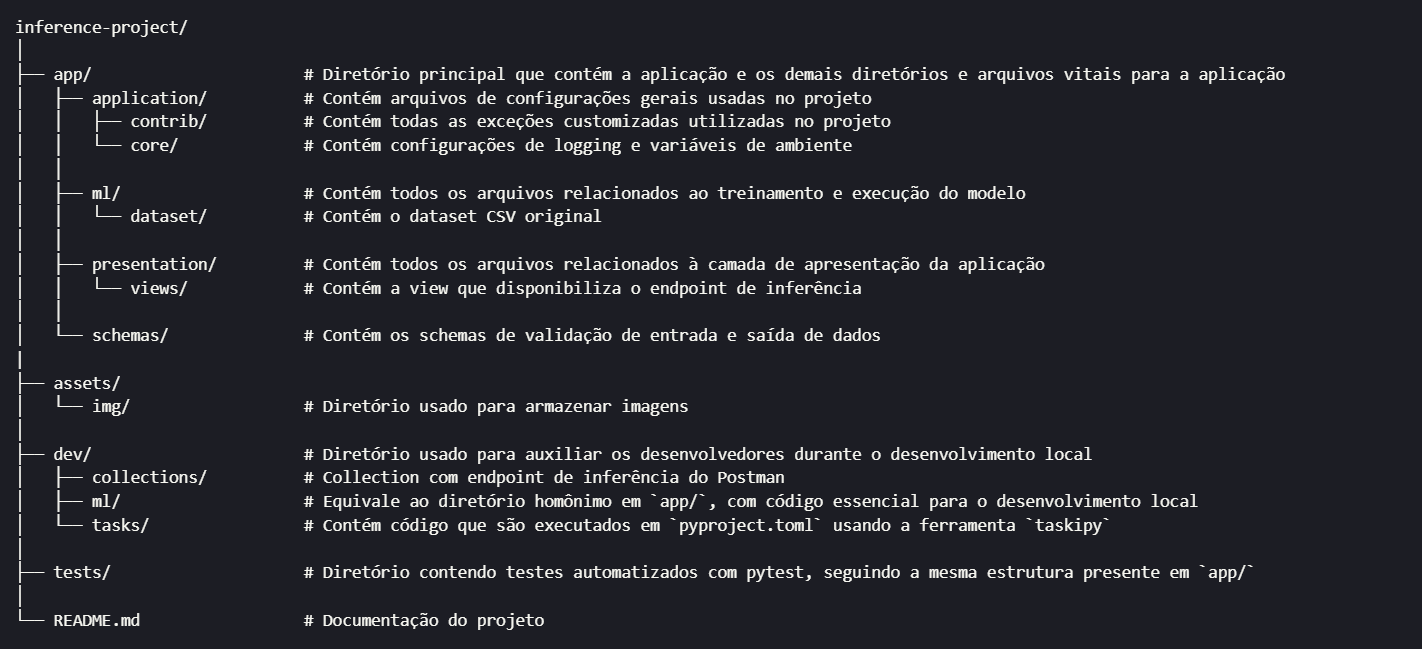 inference-project/
│
├── app/                      # Diretório principal que contém a aplicação e os demais diretórios e arquivos vitais para a aplicação
│   ├── application/          # Contém arquivos de configurações gerais usadas no projeto
│   │   ├── contrib/          # Contém todas as exceções customizadas utilizadas no projeto
│   │   └── core/             # Contém configurações de logging e variáveis de ambiente
│   │
│   ├── ml/                   # Contém todos os arquivos relacionados ao treinamento e execução do modelo
│   │   └── dataset/          # Contém o dataset CSV original
│   │
│   ├── presentation/         # Contém todos os arquivos relacionados à camada de apresentação da aplicação
│   │   └── views/            # Contém a view que disponibiliza o endpoint de inferência
│   │
│   └── schemas/              # Contém os schemas de validação de entrada e saída de dados
|
├── assets/
│   └── img/                  # Diretório usado para armazenar imagens
│
├── dev/                      # Diretório usado para auxiliar os desenvolvedores durante o desenvolvimento local
│   ├── collections/          # Collection com endpoint de inferência do Postman
│   ├── ml/                   # Equivale ao diretório homônimo em `app/`, com código essencial para o desenvolvimento local
│   └── tasks/                # Contém código que são executados em `pyproject.toml` usando a ferramenta `taskipy`
│
├── tests/                    # Diretório contendo testes automatizados com pytest, seguindo a mesma estrutura presente em `app/`
│
└── README.md                 # Documentação do projeto